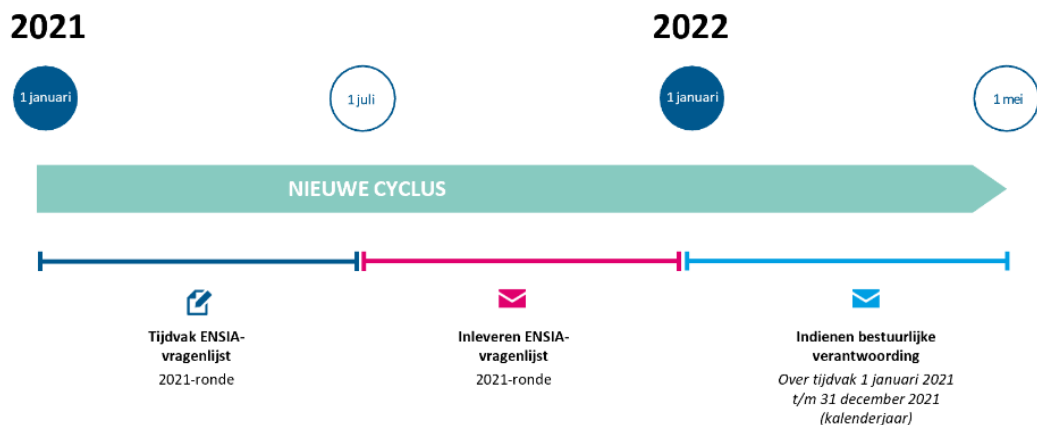 2021
2022
1 januari
1 juli
1 januari
1 mei
NIEUWE CYCLUS
Tijdvak ENSIA-
vragenlijst
2021-ronde
Inleveren ENSIA-
vragenlijst
2021-ronde
Indienen bestuurlijke
verantwoording
Over tijdvak 1 januari 2021
t/m 31 december 2021
(kalenderjaar)